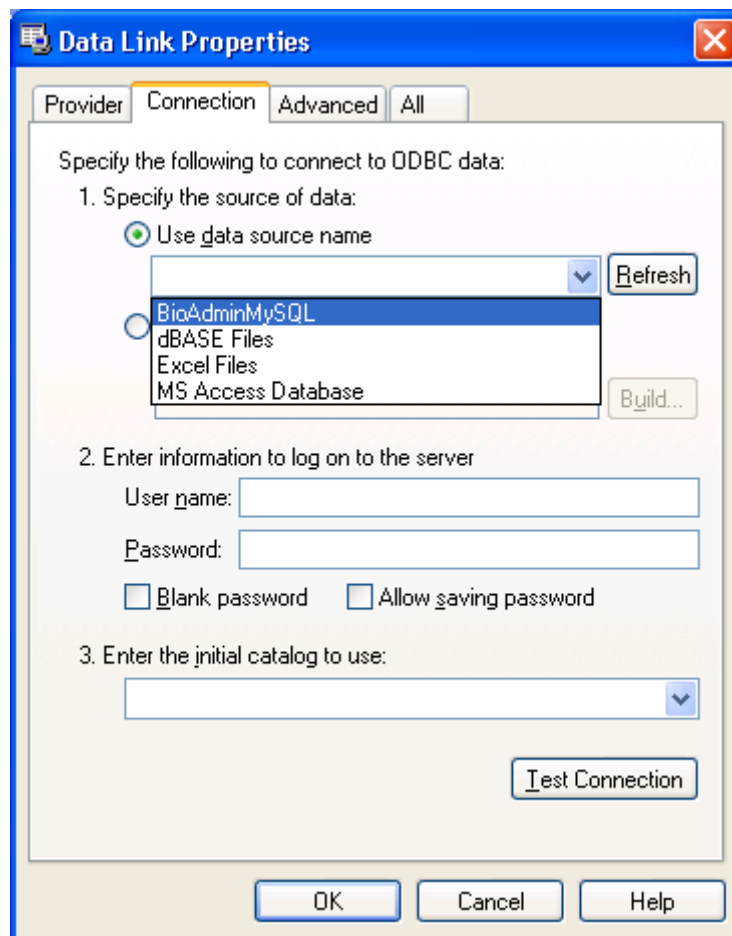 Data Link Properties
Provider Connection Advanced All
Specify the following to connect to ODBC data:
1. Specify the source of data:
Use data source name
Refresh
BioAdminMySQL
dBASE Files
Excel Files
MS Access Database
Build...
2. Enter information to log on to the server
User name:
Password:
Blank password Allow saving password
3. Enter the initial catalog to use:
Test Connection
OK Cancel Help